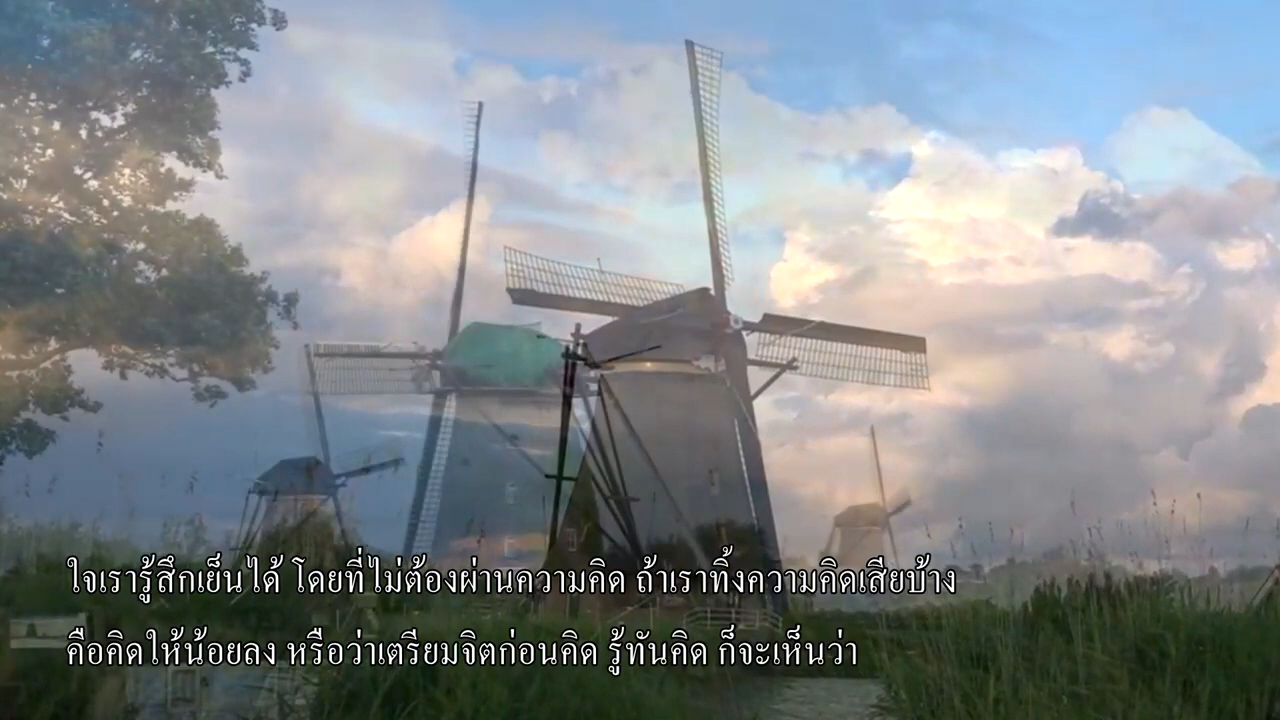 ใจเรารู้สึกเย็นได้ โดยที่ไม่ต้องผ่านความคิด ถ้าเราทิ้งความคิดเสียบ้าง
คือคิดให้น้อยลง หรือว่าเตรียมจิตก่อนคิด รู้ทันคิด ก็จะเห็นว่า